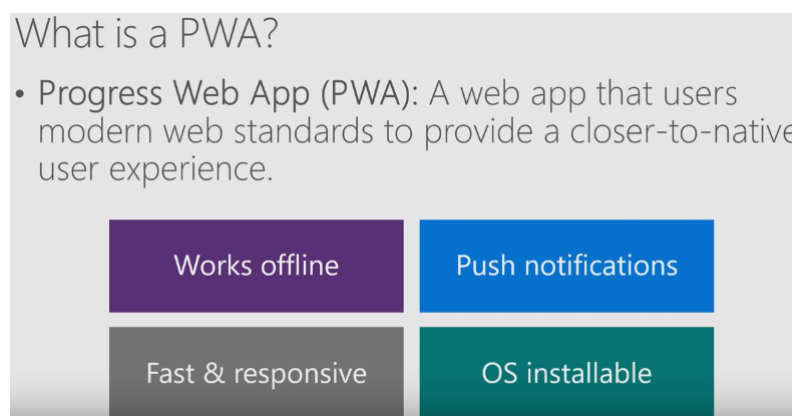 What is a PWA?
• Progress Web App (PWA): A web app that users
modern web standards to provide a closer-to-native
user experience.
Works offline
Push notifications
Fast & responsive
OS installable